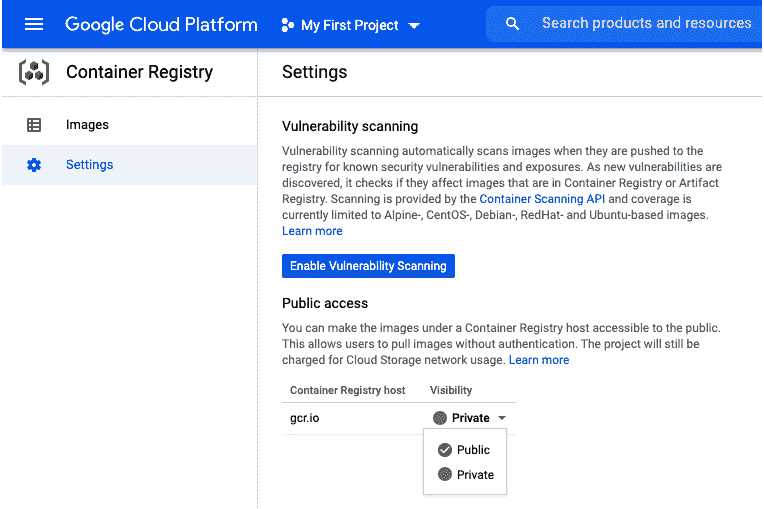 Google Cloud Platform
My First Project
Search products and resources
Container Registry
Settings
Images
Settings
Vulnerability scanning
Vulnerability scanning automatically scans images when they are pushed to the
registry for known security vulnerabilities and exposures. As new vulnerabilities are
discovered, it checks if they affect images that are in Container Registry or Artifact
Registry. Scanning is provided by the Container Scanning API and coverage is
currently limited to Alpine-, CentOS-, Debian-, RedHat- and Ubuntu-based images.
Learn more
Enable Vulnerability Scanning
Public access
You can make the images under a Container Registry host accessible to the public.
This allows users to pull images without authentication. The project will still be
charged for Cloud Storage network usage. Learn more
Container Registry host Visibility
gcr.io Private
Public
Private